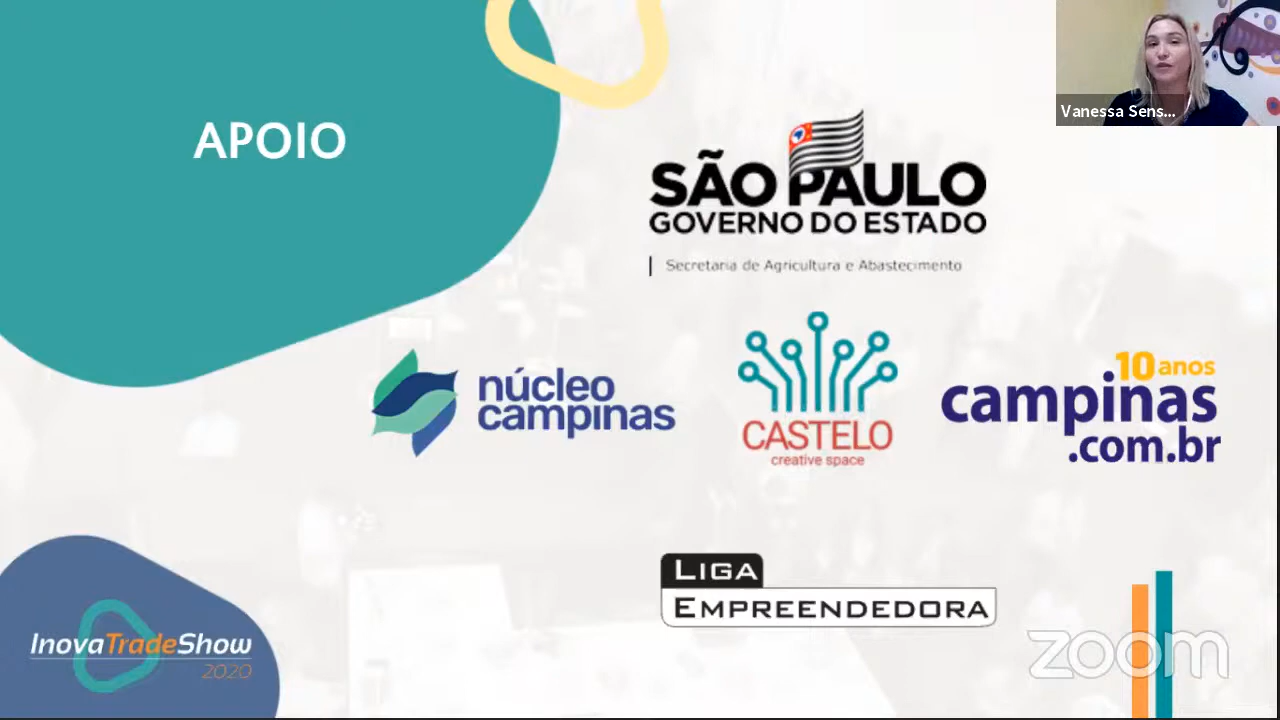 Vanessa Sens...
APOIO
SÃO PAULO
GOVERNO DO ESTADO
Secretaria de Agricultura e Abastecimento
núcleo
campinas
CASTELO
creative space
10 anos
campinas
.com.br
LIGA
EMPREENDEDORA
InovaTradeShow
2020
zoom